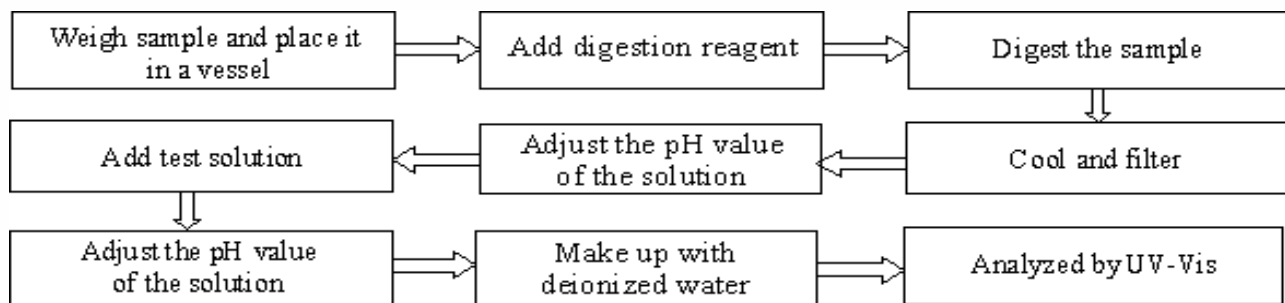 Weigh sample and place it
in a vessel
Add digestion reagent
Digest the sample
Cool and filter
Adjust the pH value
of the solution
Add test solution
Adjust the pH value
of the solution
Make up with
deionized water
Analyzed by UV-Vis